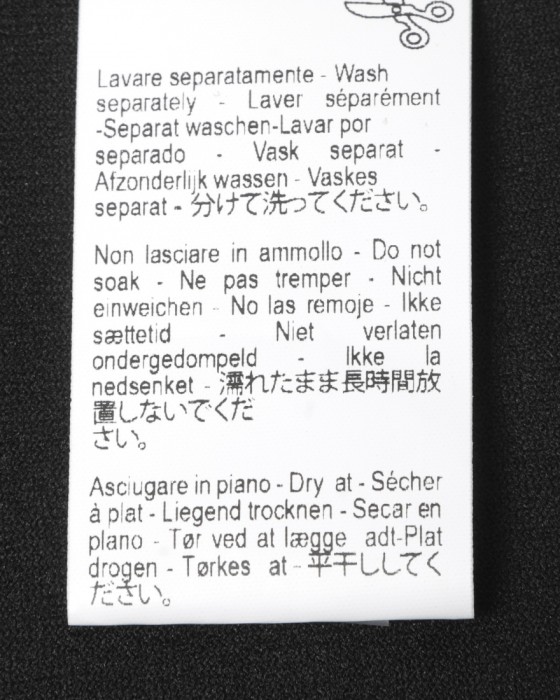 Lavare separatamente - Wash
separately - Laver séparément
-Separat waschen-Lavar por
separado - Vask separat -
Afzonderlijk wassen - Vaskes
separat - 分けて洗ってください。
Non lasciare in ammollo - Do not
soak - Ne pas tremper - Nicht
einweichen - No las remoje - Ikke
sættetid - Niet verlaten
ondergedompeld - Ikke la
nedsenket - 濡れたまま長時間放
置しないでくだ
さい。
Asciugare in piano - Dry at - Sécher
à plat - Liegend trocknen - Secar en
plano - Tør ved at lægge adt-Plat
drogen - Tørkes at - 平干ししてく
ださい。